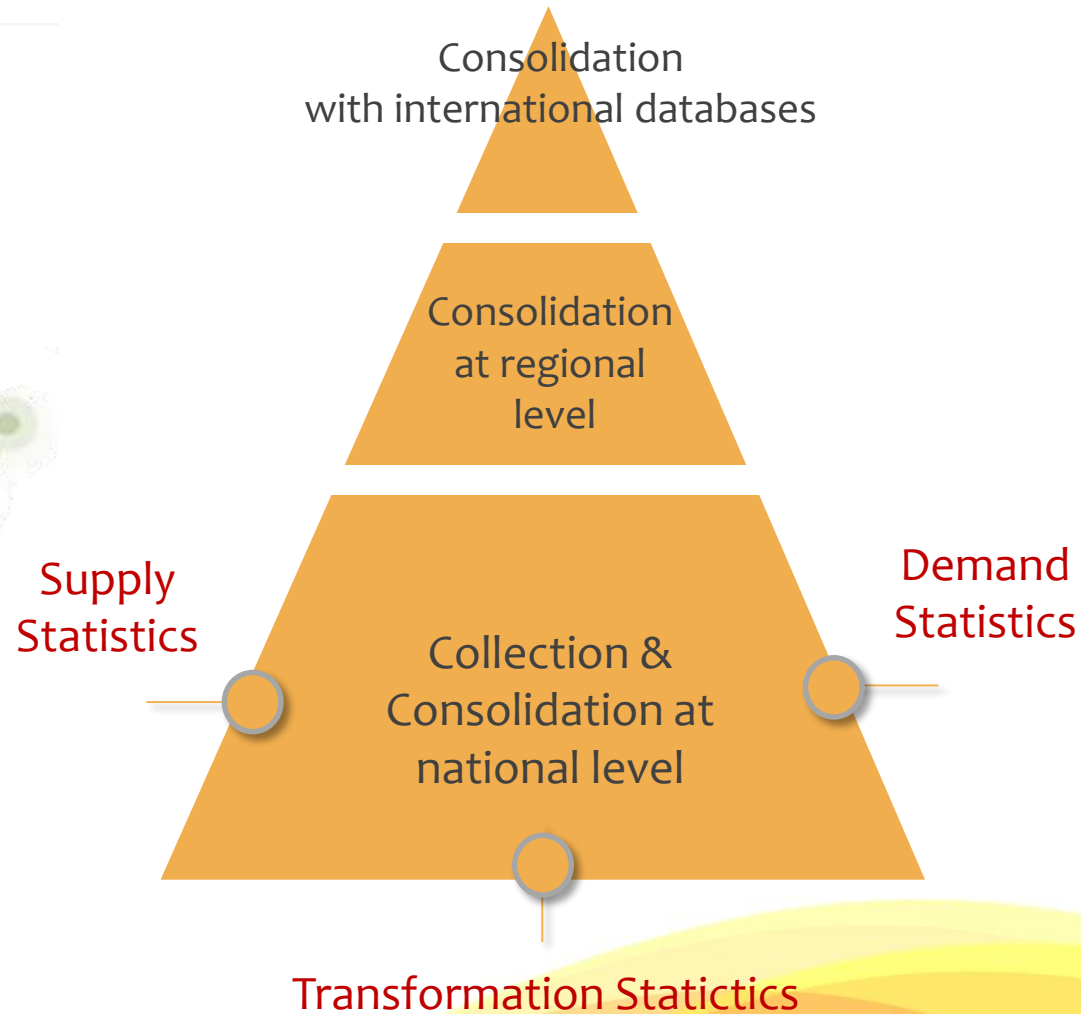 Consolidation
with international databases
Consolidation
at regional
level
Supply
Statistics
Demand
Statistics
Collection &
Consolidation at
national level
Transformation Statictics